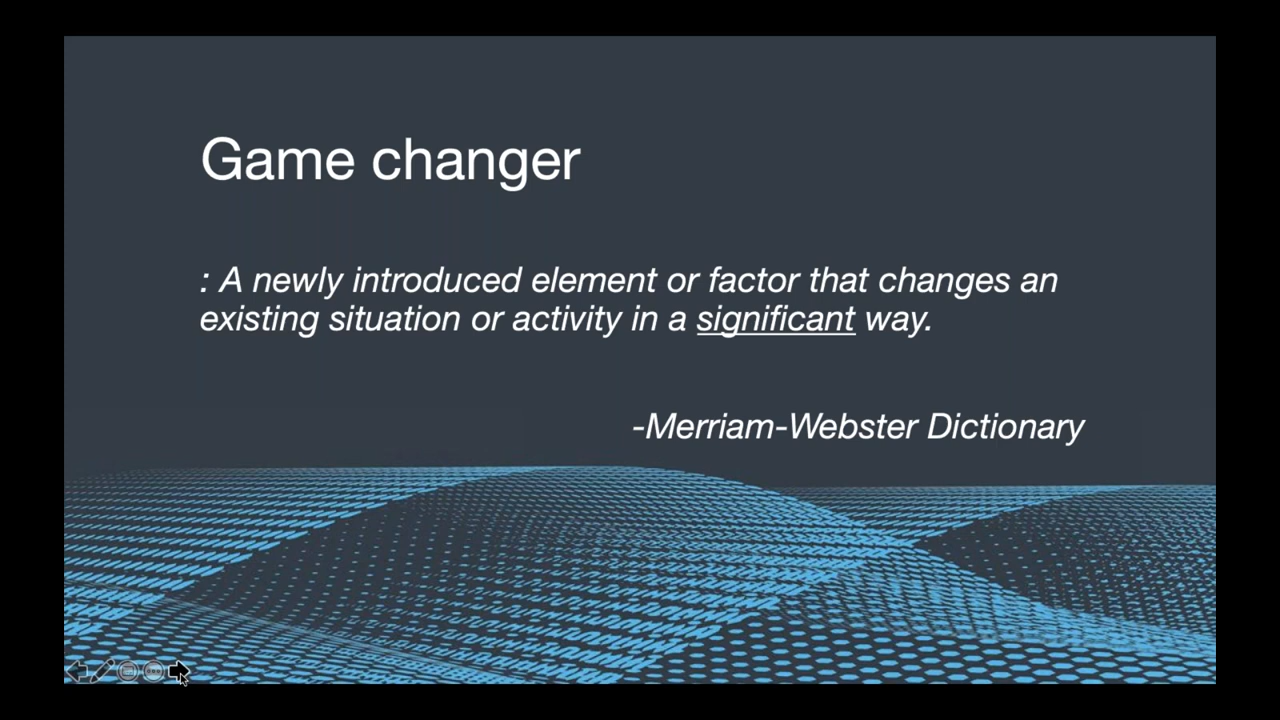 Game changer
: A newly introduced element or factor that changes an
existing situation or activity in a significant way.
-Merriam-Webster Dictionary